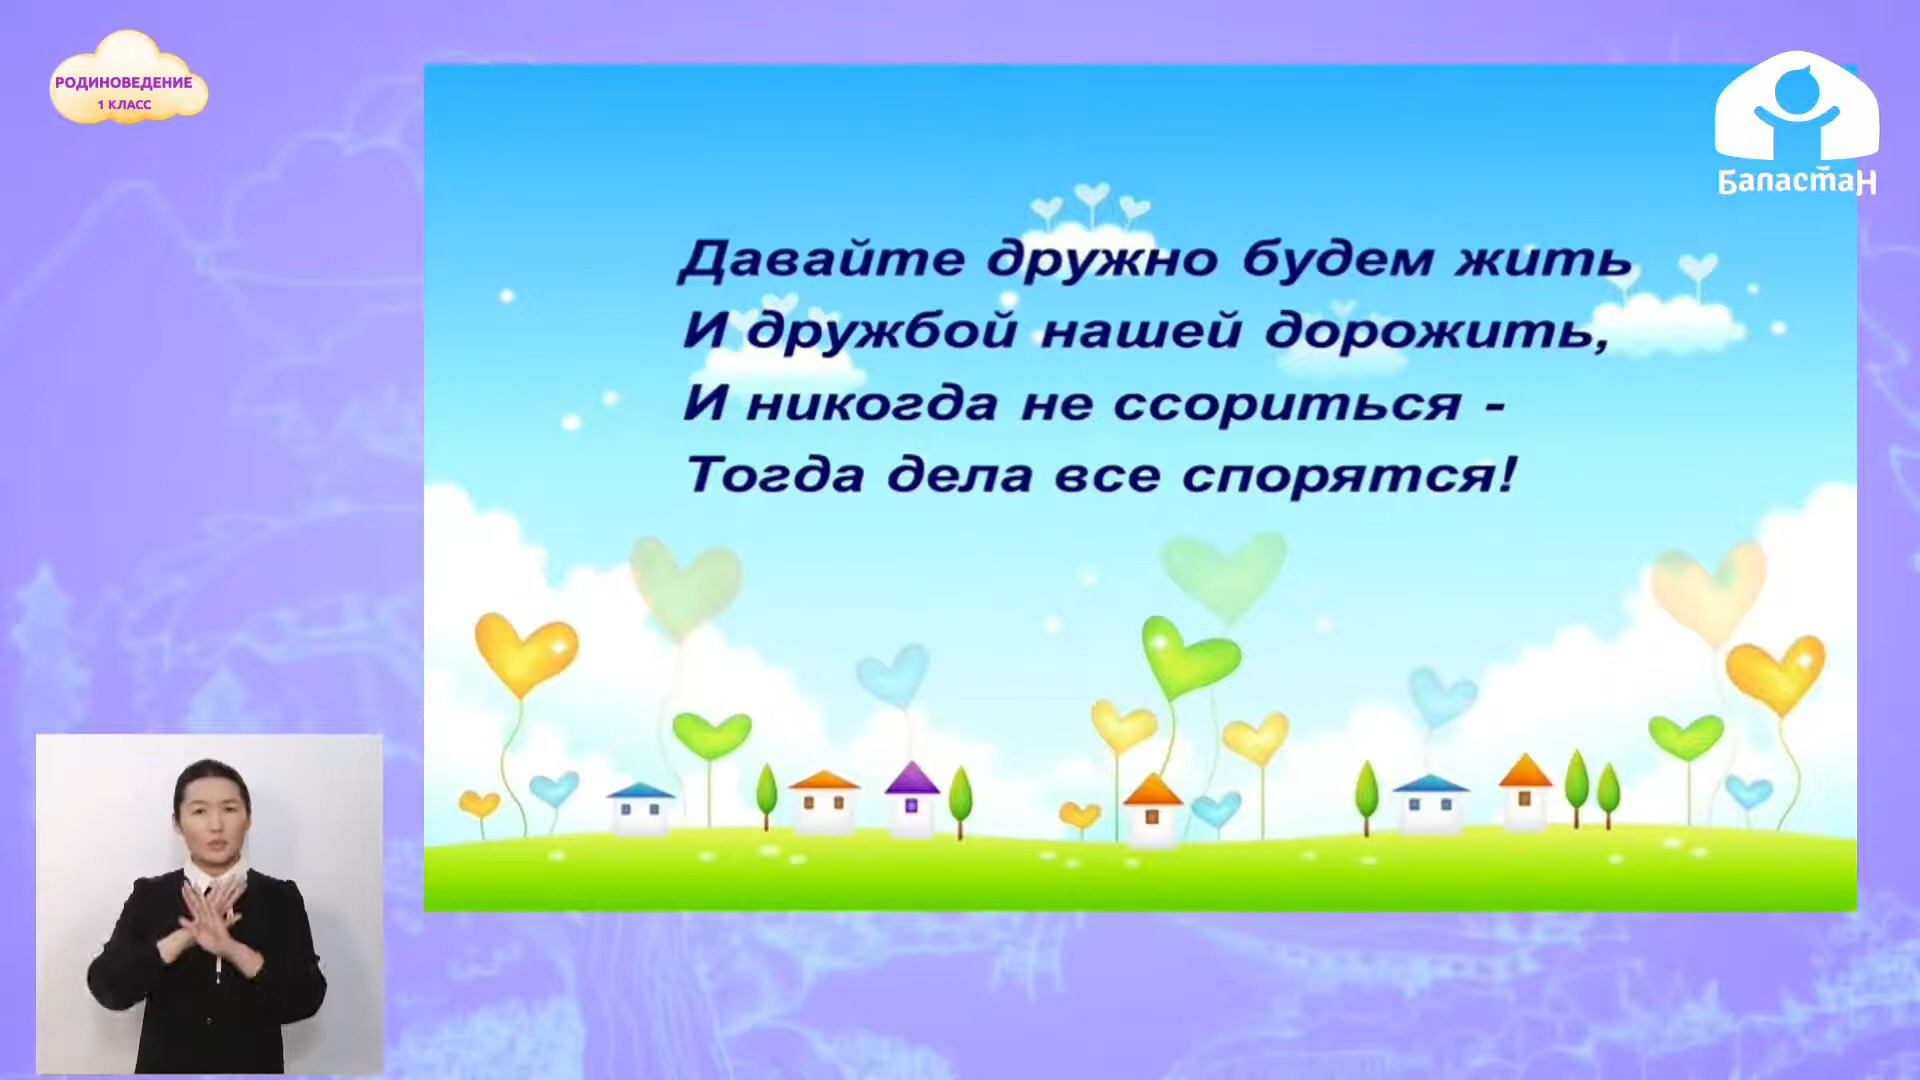 РОДИНОВЕДЕНИЕ
1 КЛАСС
Баластан
Давайте дружно будем жить
И дружбой нашей дорожить,
И никогда не ссориться -
Тогда дела все спорятся!